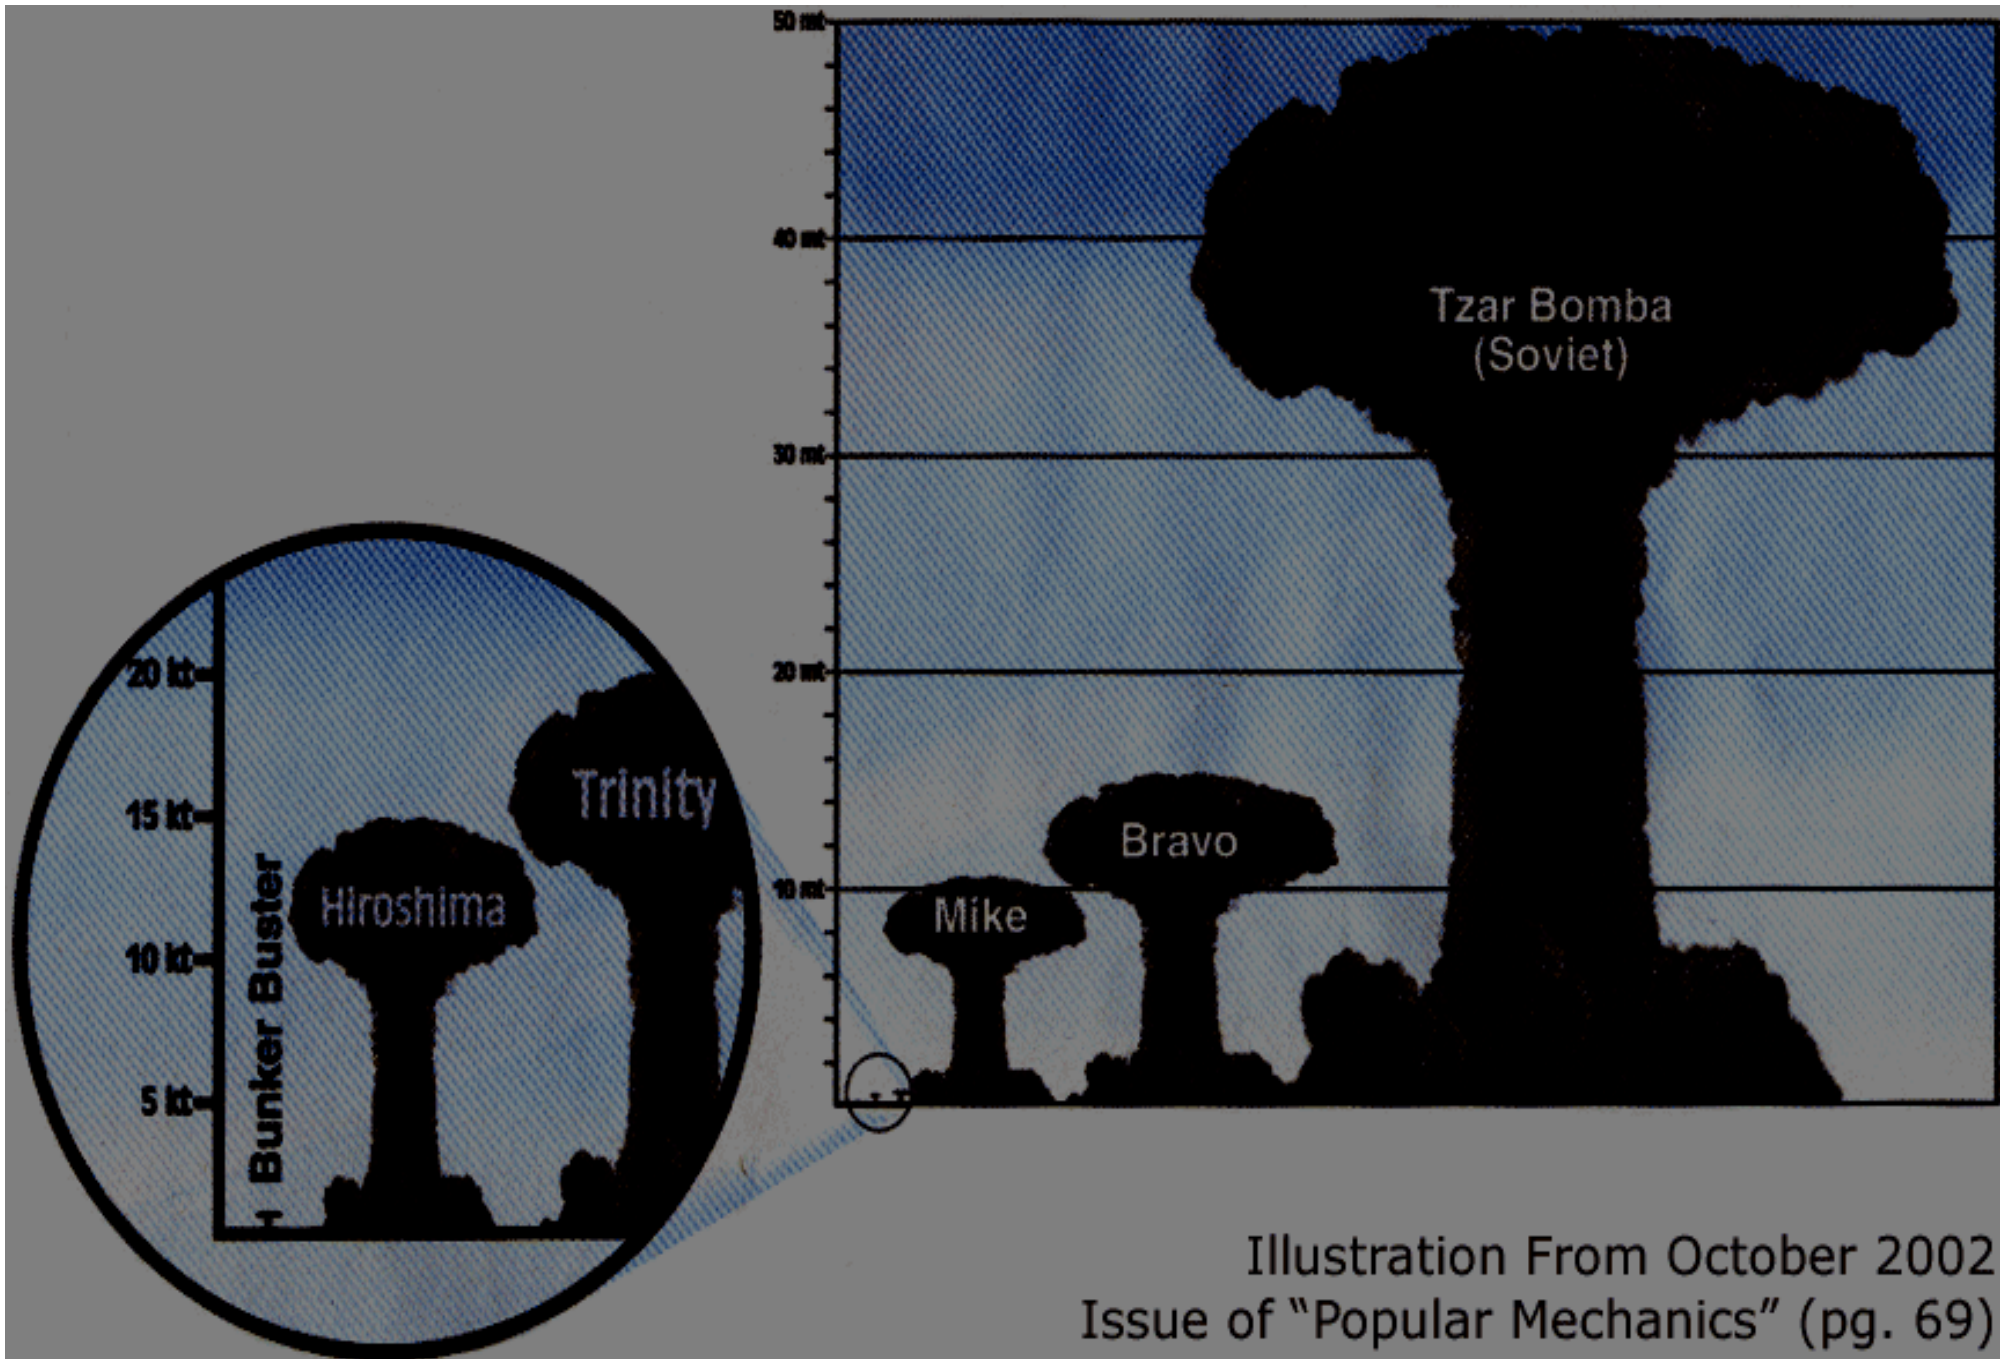 50 mt
40 mt
30 mt
20 mt
10 mt
Tzar Bomba
(Soviet)
Bravo
Mike
20 kt
15 kt
10 kt
5 kt
Bunker Buster
Hiroshima
Trinity
Illustration From October 2002
Issue of “Popular Mechanics” (pg. 69)